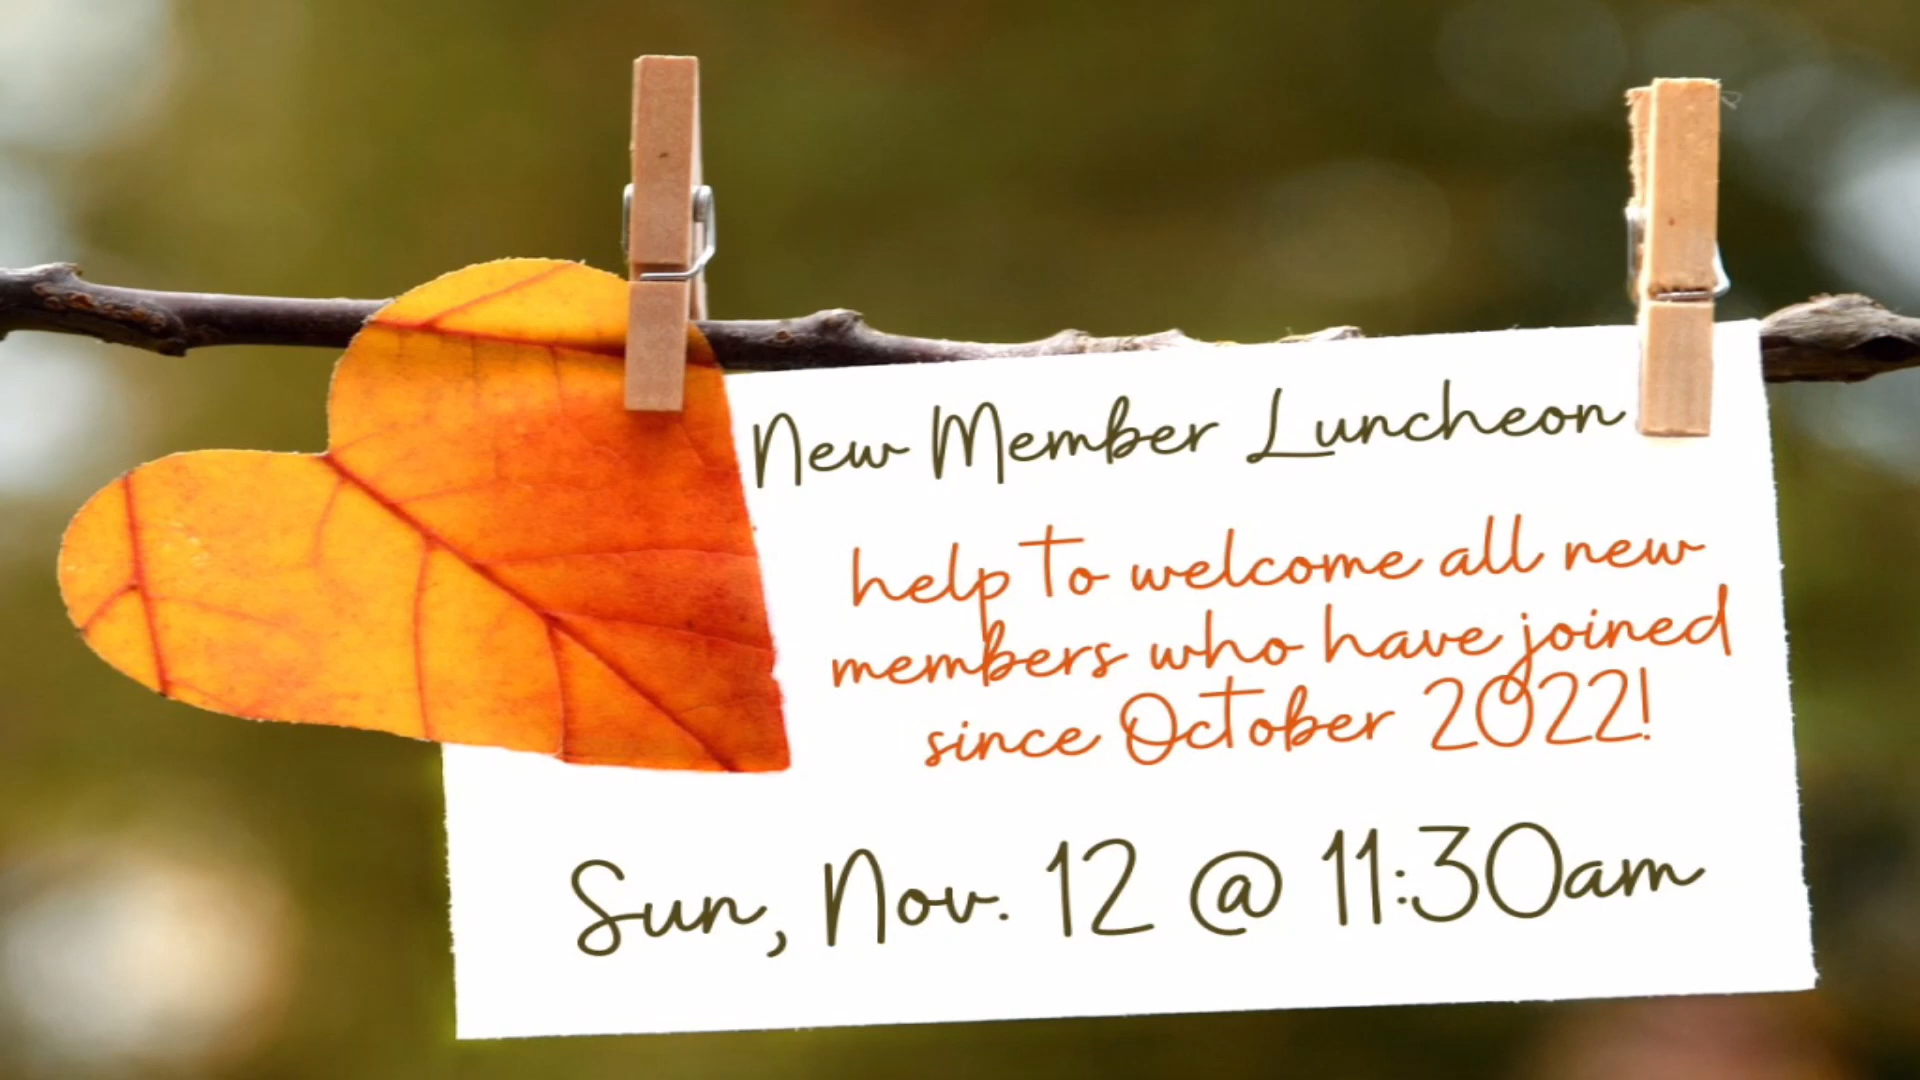 New Member Luncheon
help to welcome all new
members who have joined
since October 2022!
Sun, Nov. 12 @ 11:30am